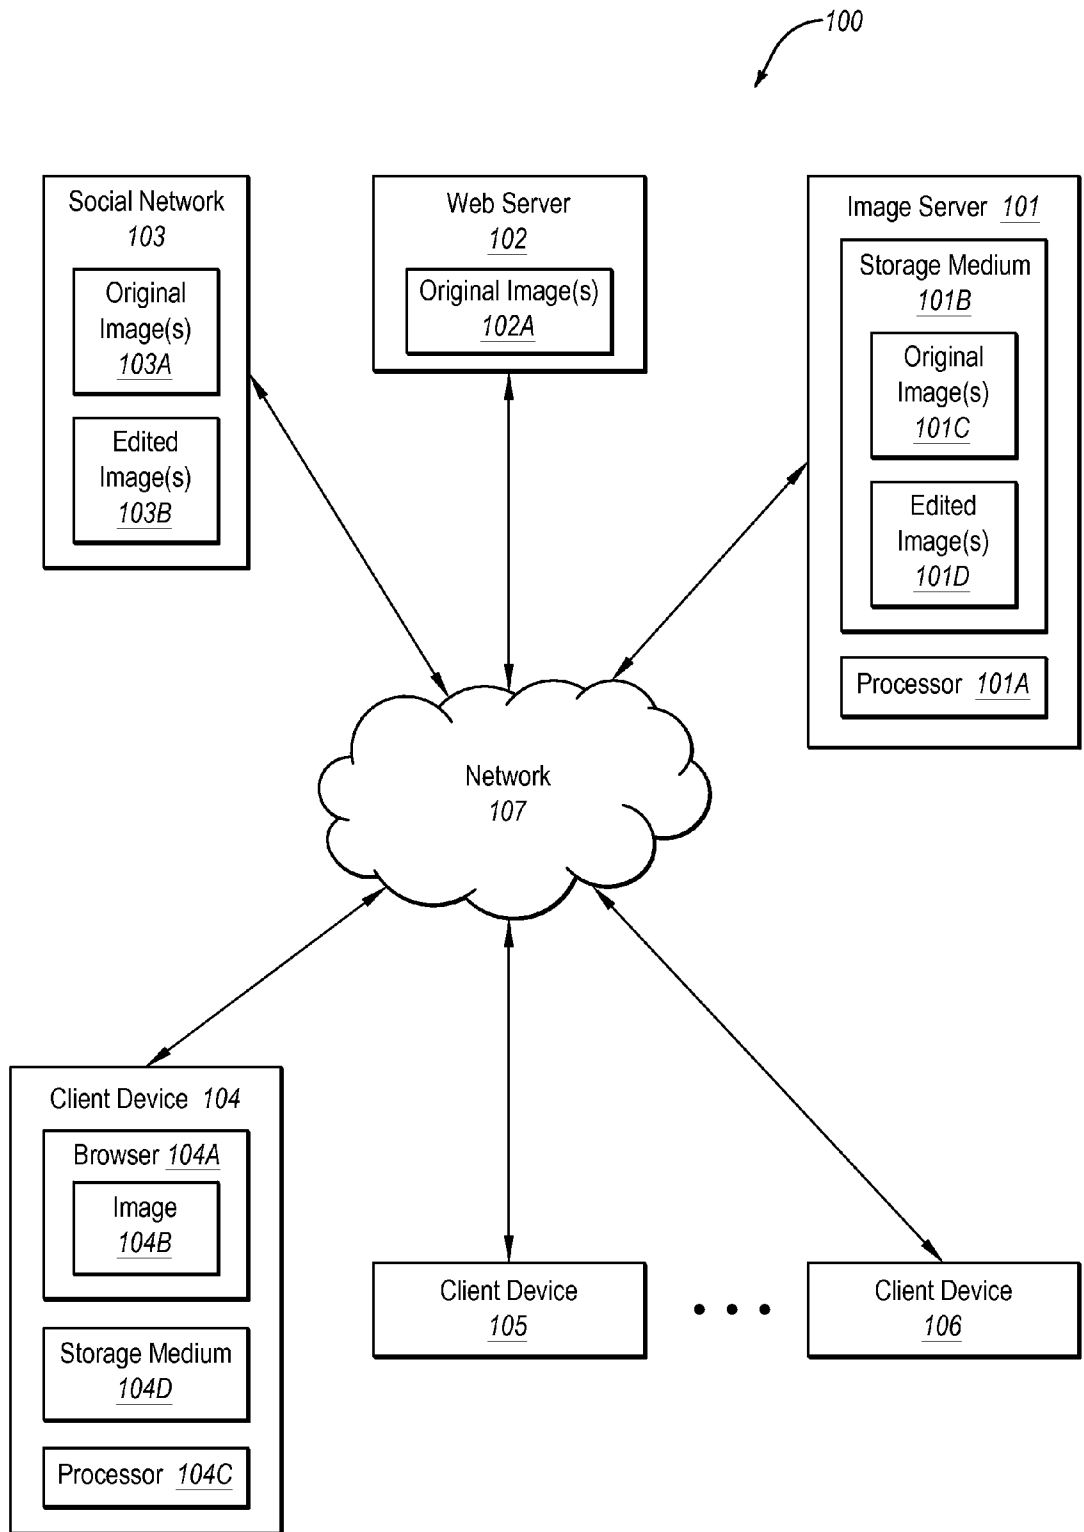 100
Social Network
103
Original
Image(s)
103A
Edited
Image(s)
103B
Web Server
102
Original Image(s)
102A
Image Server 101
Storage Medium
101B
Original
Image(s)
101C
Edited
Image(s)
101D
Processor 101A
Network
107
Client Device 104
Browser 104A
Image
104B
Storage Medium
104D
Processor 104C
Client Device
105
Client Device
106